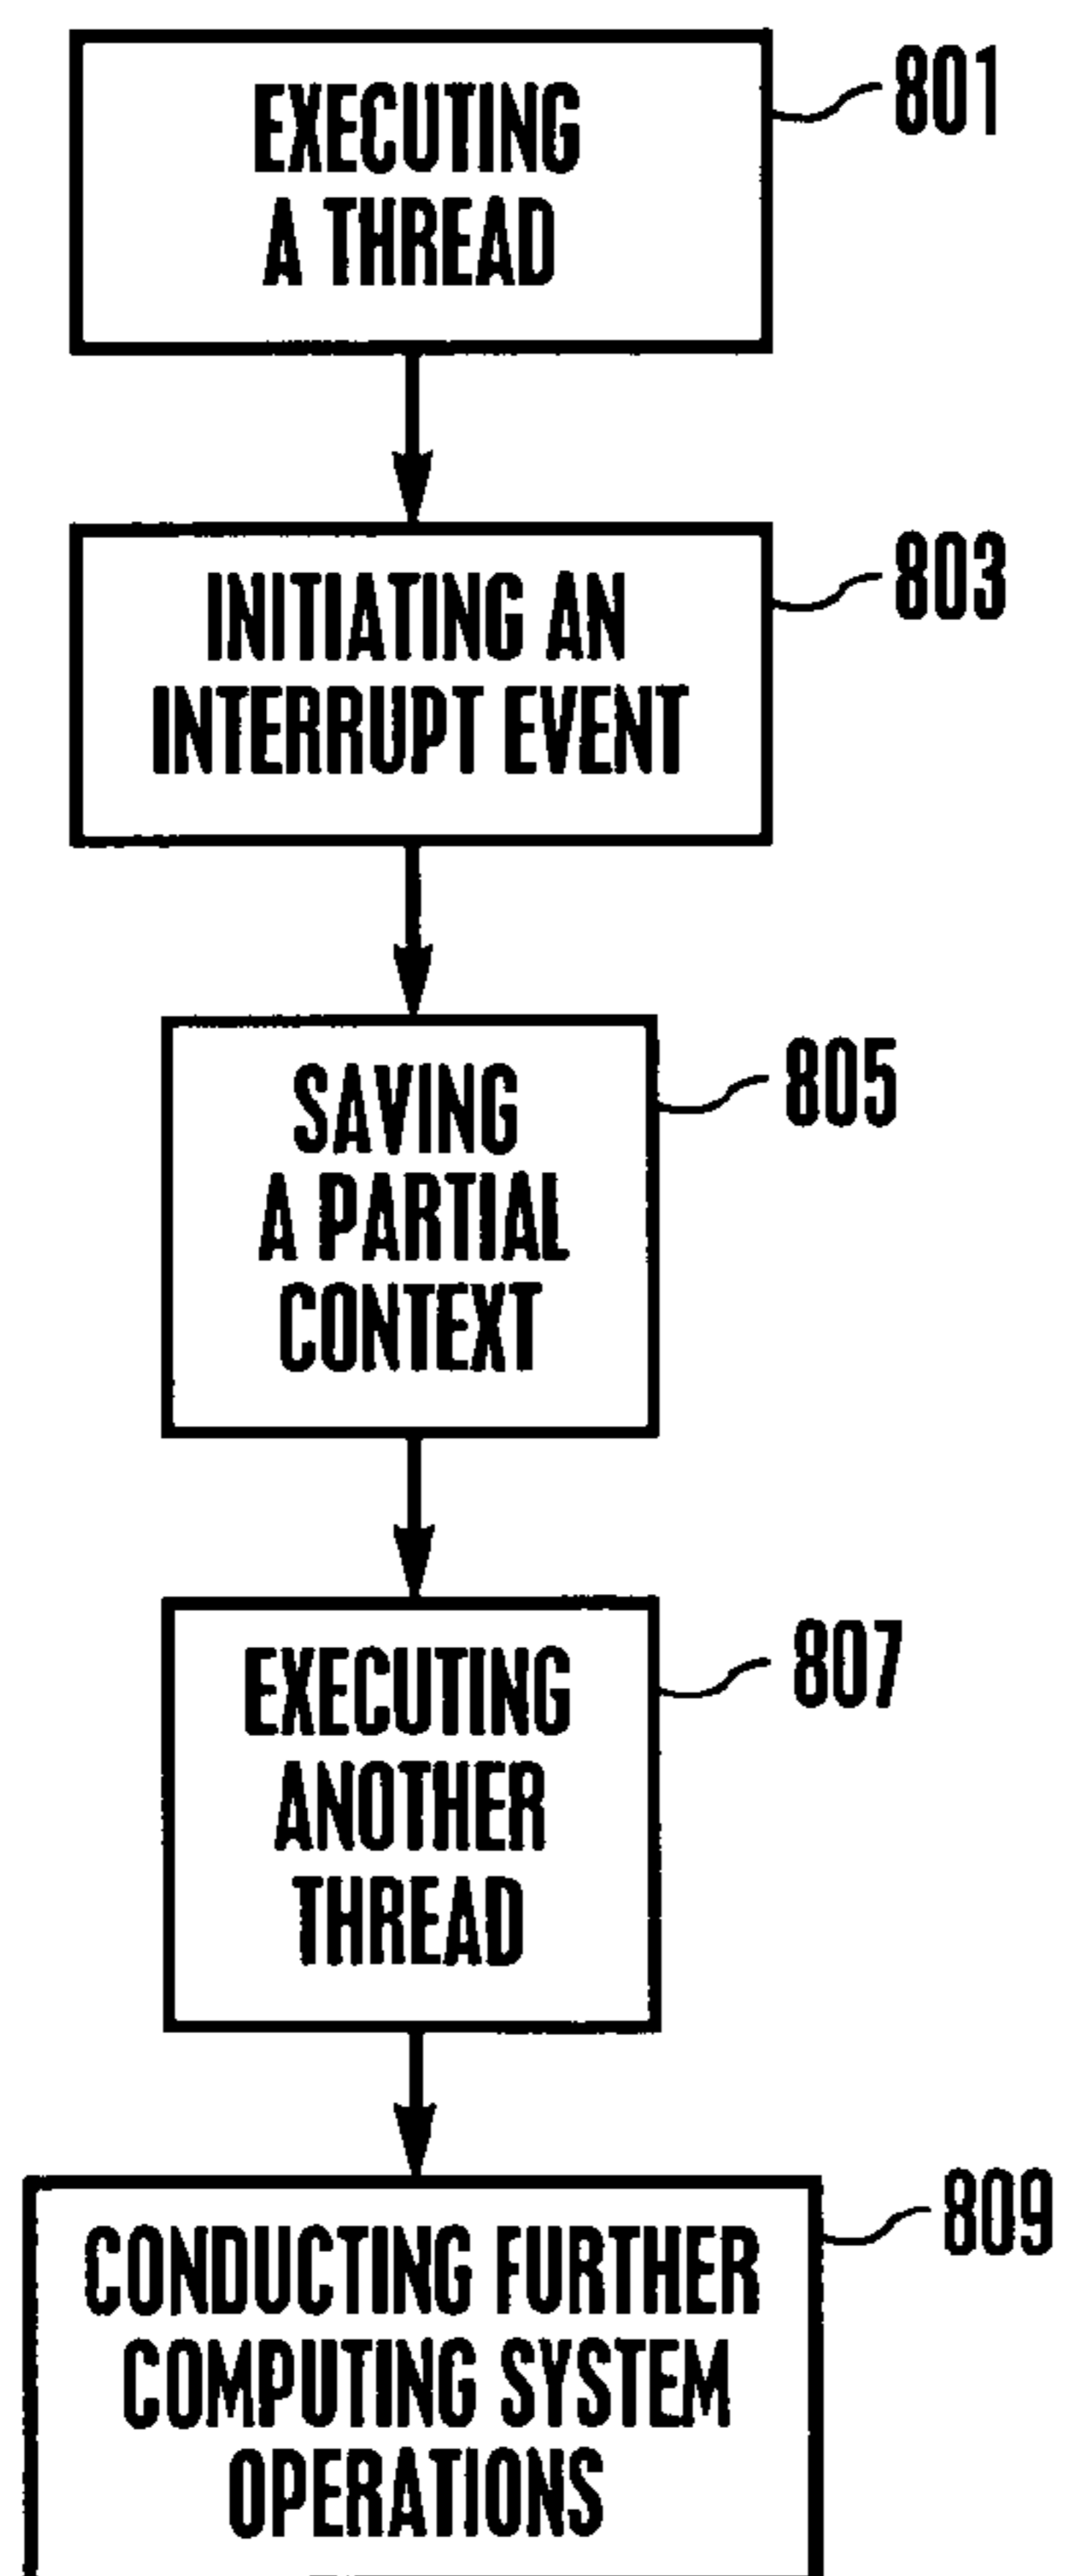 EXECUTING
A THREAD
801
INITIATING AN
INTERRUPT EVENT
803
SAVING
A PARTIAL
CONTEXT
805
EXECUTING
ANOTHER
THREAD
807
CONDUCTING FURTHER
COMPUTING SYSTEM
OPERATIONS
809